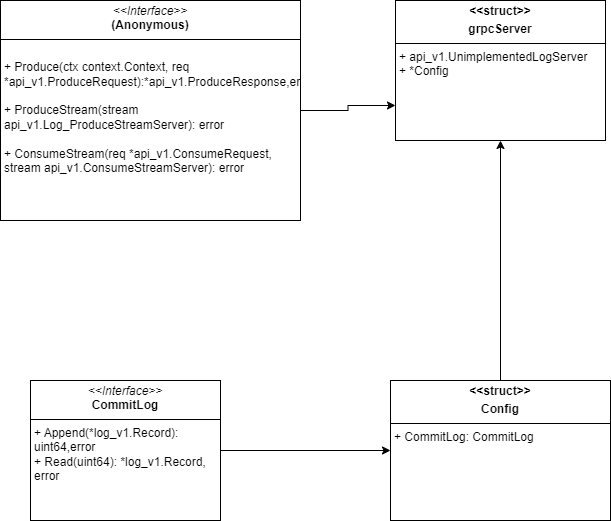 <<Interface>>
(Anonymous)
+ Produce(ctx context.Context, req
*api_v1.ProduceRequest):*api_v1.ProduceResponse,er
+ ProduceStream(stream
api_v1.Log_ProduceStreamServer): error
+ ConsumeStream(req *api_v1.ConsumeRequest,
stream api_v1.ConsumeStreamServer): error
<<struct>>
grpcServer
+ api_v1.UnimplementedLogServer
+ *Config
<<Interface>>
CommitLog
+ Append(*log_v1.Record):
uint64,error
+ Read(uint64): *log_v1.Record,
error
<<struct>>
Config
+ CommitLog: CommitLog